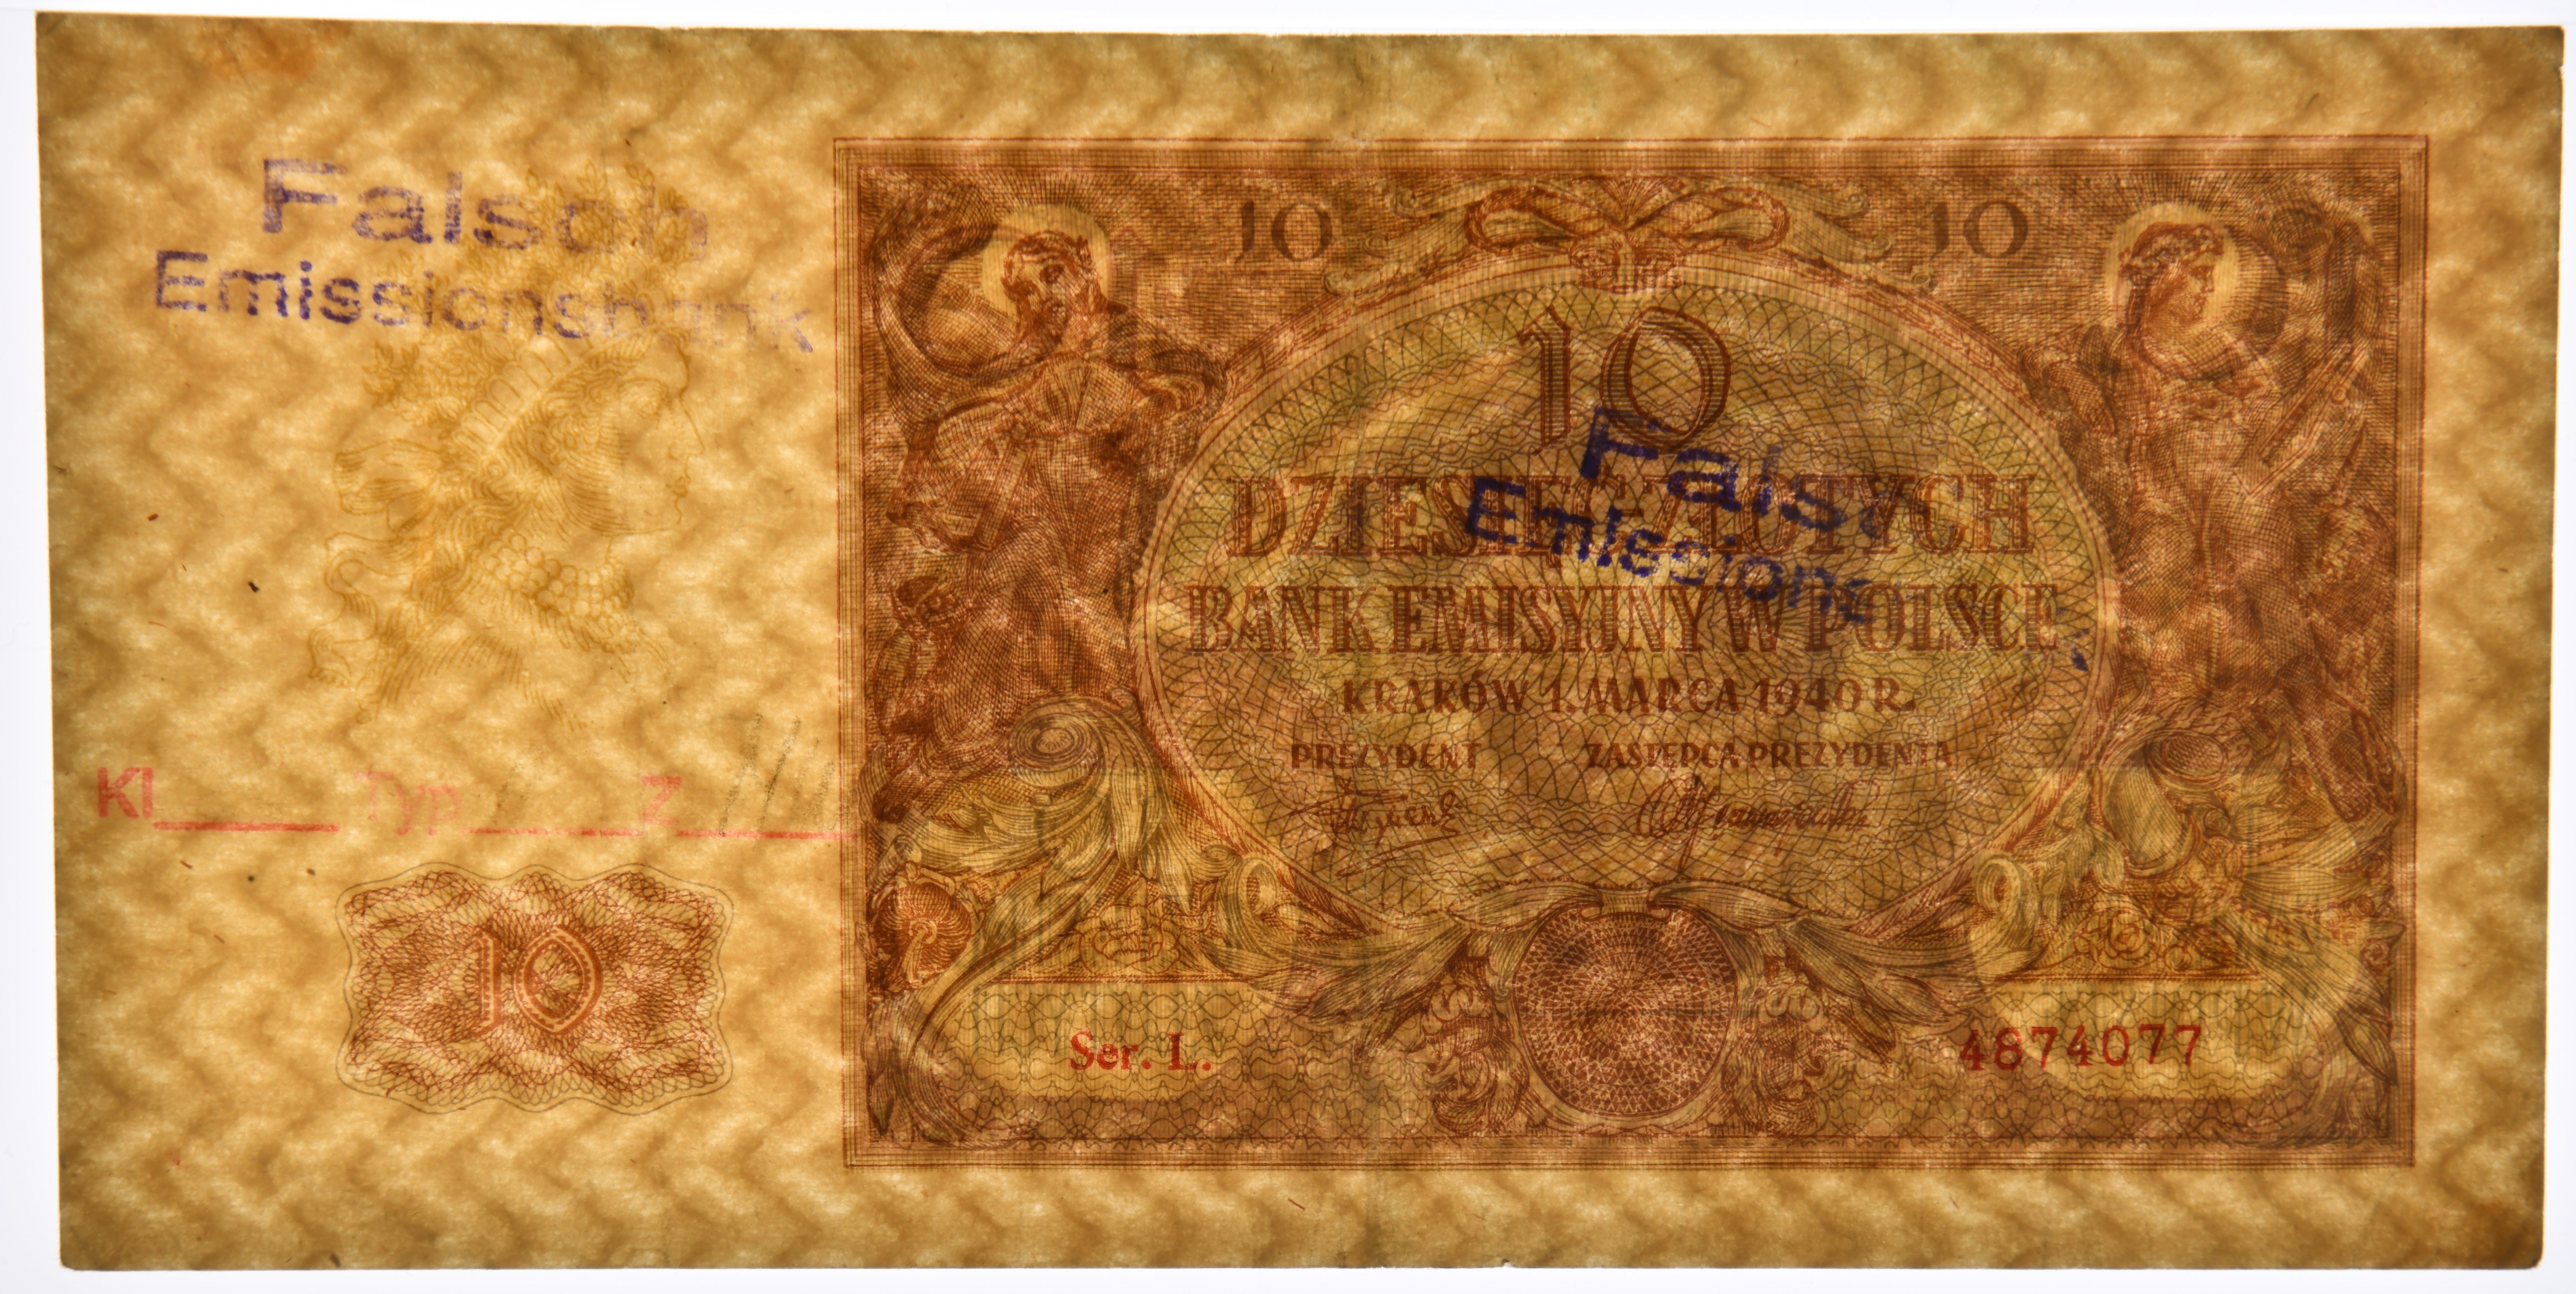 Falsch
Emissionsbank
10 10
10
DZIESIĘĆ ZŁOTYCH
Falsch
Emissions
BANK EMISYJNY W POLSCE
KRAKÓW 1. MARCA 1940 R.
PREZYDENT ZASTĘPCA PREZYDENTA
Kl Typ Z
10
Ser. L. 4874077